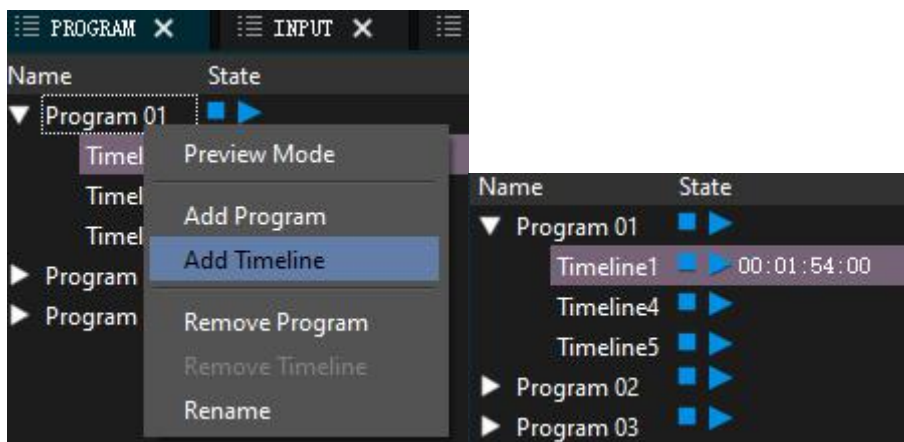 PROGRAM INPUT
Name State
Program 01
Timel
Timel
Timel
Program
Program
Preview Mode
Add Program
Add Timeline
Remove Program
Remove Timeline
Rename
Name State
Program 01
Timeline1 00:01:54:00
Timeline4
Timeline5
Program 02
Program 03